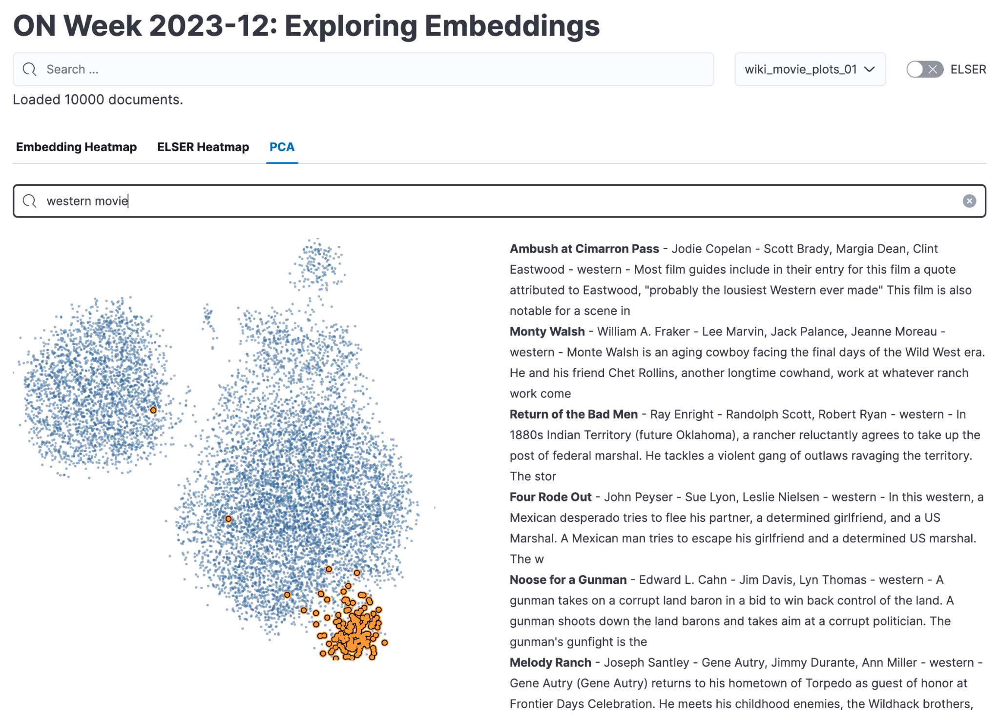 ON Week 2023-12: Exploring Embeddings
Search ...
wiki_movie_plots_01
ELSER
Loaded 10000 documents.
Embedding Heatmap
ELSER Heatmap
PCA
western movie
Ambush at Cimarron Pass - Jodie Copelan - Scott Brady, Margia Dean, Clint
Eastwood - western - Most film guides include in their entry for this film a quote
attributed to Eastwood, "probably the lousiest Western ever made" This film is also
notable for a scene in
Monty Walsh - William A. Fraker - Lee Marvin, Jack Palance, Jeanne Moreau -
western - Monte Walsh is an aging cowboy facing the final days of the Wild West era.
He and his friend Chet Rollins, another longtime cowhand, work at whatever ranch
work come
Return of the Bad Men - Ray Enright - Randolph Scott, Robert Ryan - western - In
1880s Indian Territory (future Oklahoma), a rancher reluctantly agrees to take up the
post of federal marshal. He tackles a violent gang of outlaws ravaging the territory.
The stor
Four Rode Out - John Peyser - Sue Lyon, Leslie Nielsen - western - In this western, a
Mexican desperado tries to flee his partner, a determined girlfriend, and a US
Marshal. A Mexican man tries to escape his girlfriend and a determined US marshal.
The w
Noose for a Gunman - Edward L. Cahn - Jim Davis, Lyn Thomas - western - A
gunman takes on a corrupt land baron in a bid to win back control of the land. A
gunman shoots down the land barons and takes aim at a corrupt politician. The
gunman's gunfight is the
Melody Ranch - Joseph Santley - Gene Autry, Jimmy Durante, Ann Miller - western -
Gene Autry (Gene Autry) returns to his hometown of Torpedo as guest of honor at
Frontier Days Celebration. He meets his childhood enemies, the Wildhack brothers,